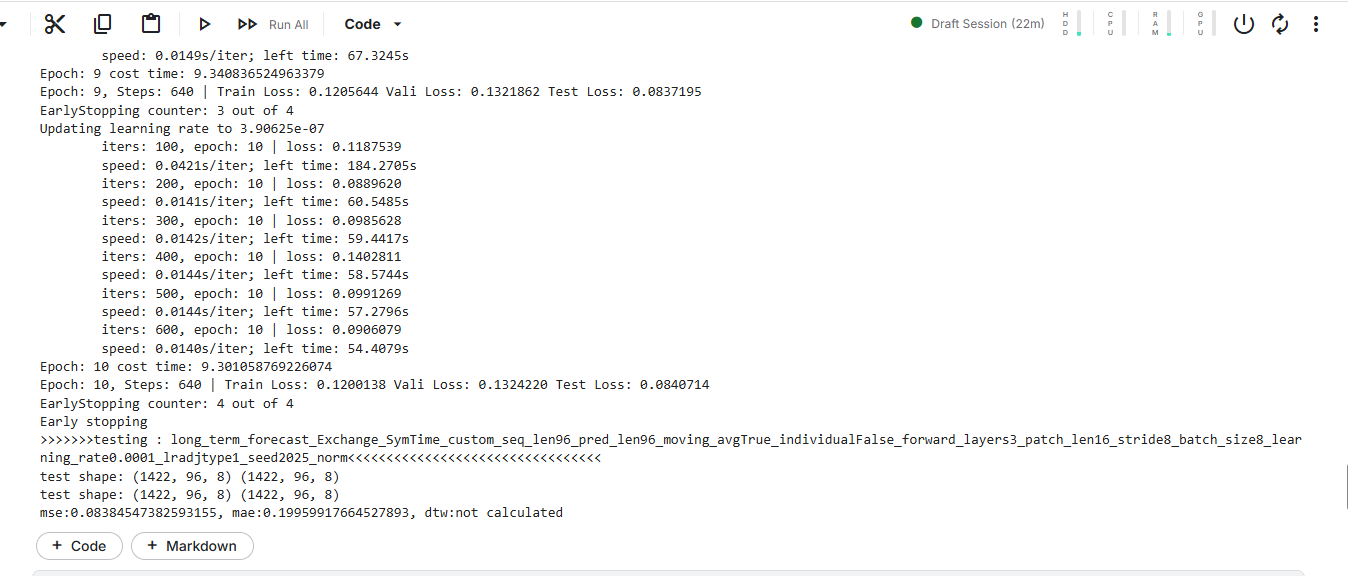 Run All
Code
Draft Session (22m)
HDD
CPU
RAM
GPU
speed: 0.0149s/iter; left time: 67.3245s
Epoch: 9 cost time: 9.340836524963379
Epoch: 9, Steps: 640 | Train Loss: 0.1205644 Vali Loss: 0.1321862 Test Loss: 0.0837195
EarlyStopping counter: 3 out of 4
Updating learning rate to 3.90625e-07
iters: 100, epoch: 10 | loss: 0.1187539
speed: 0.0421s/iter; left time: 184.2705s
iters: 200, epoch: 10 | loss: 0.0889620
speed: 0.0141s/iter; left time: 60.5485s
iters: 300, epoch: 10 | loss: 0.0985628
speed: 0.0142s/iter; left time: 59.4417s
iters: 400, epoch: 10 | loss: 0.1402811
speed: 0.0144s/iter; left time: 58.5744s
iters: 500, epoch: 10 | loss: 0.0991269
speed: 0.0144s/iter; left time: 57.2796s
iters: 600, epoch: 10 | loss: 0.0906079
speed: 0.0140s/iter; left time: 54.4079s
Epoch: 10 cost time: 9.301058769226074
Epoch: 10, Steps: 640 | Train Loss: 0.1200138 Vali Loss: 0.1324220 Test Loss: 0.0840714
EarlyStopping counter: 4 out of 4
Early stopping
>>>>>>>testing : long_term_forecast_Exchange_SymTime_custom_seq_len96_pred_len96_moving_avgTrue_individualFalse_forward_layers3_patch_len16_stride8_batch_size8_lear
ning_rate0.0001_lradjtype1_seed2025_norm<<<<<<<<<<<<<<<<<<<<<<<<<<<<<<<<<
test shape: (1422, 96, 8) (1422, 96, 8)
test shape: (1422, 96, 8) (1422, 96, 8)
mse:0.08384547382593155, mae:0.19959917664527893, dtw:not calculated
+ Code
+ Markdown